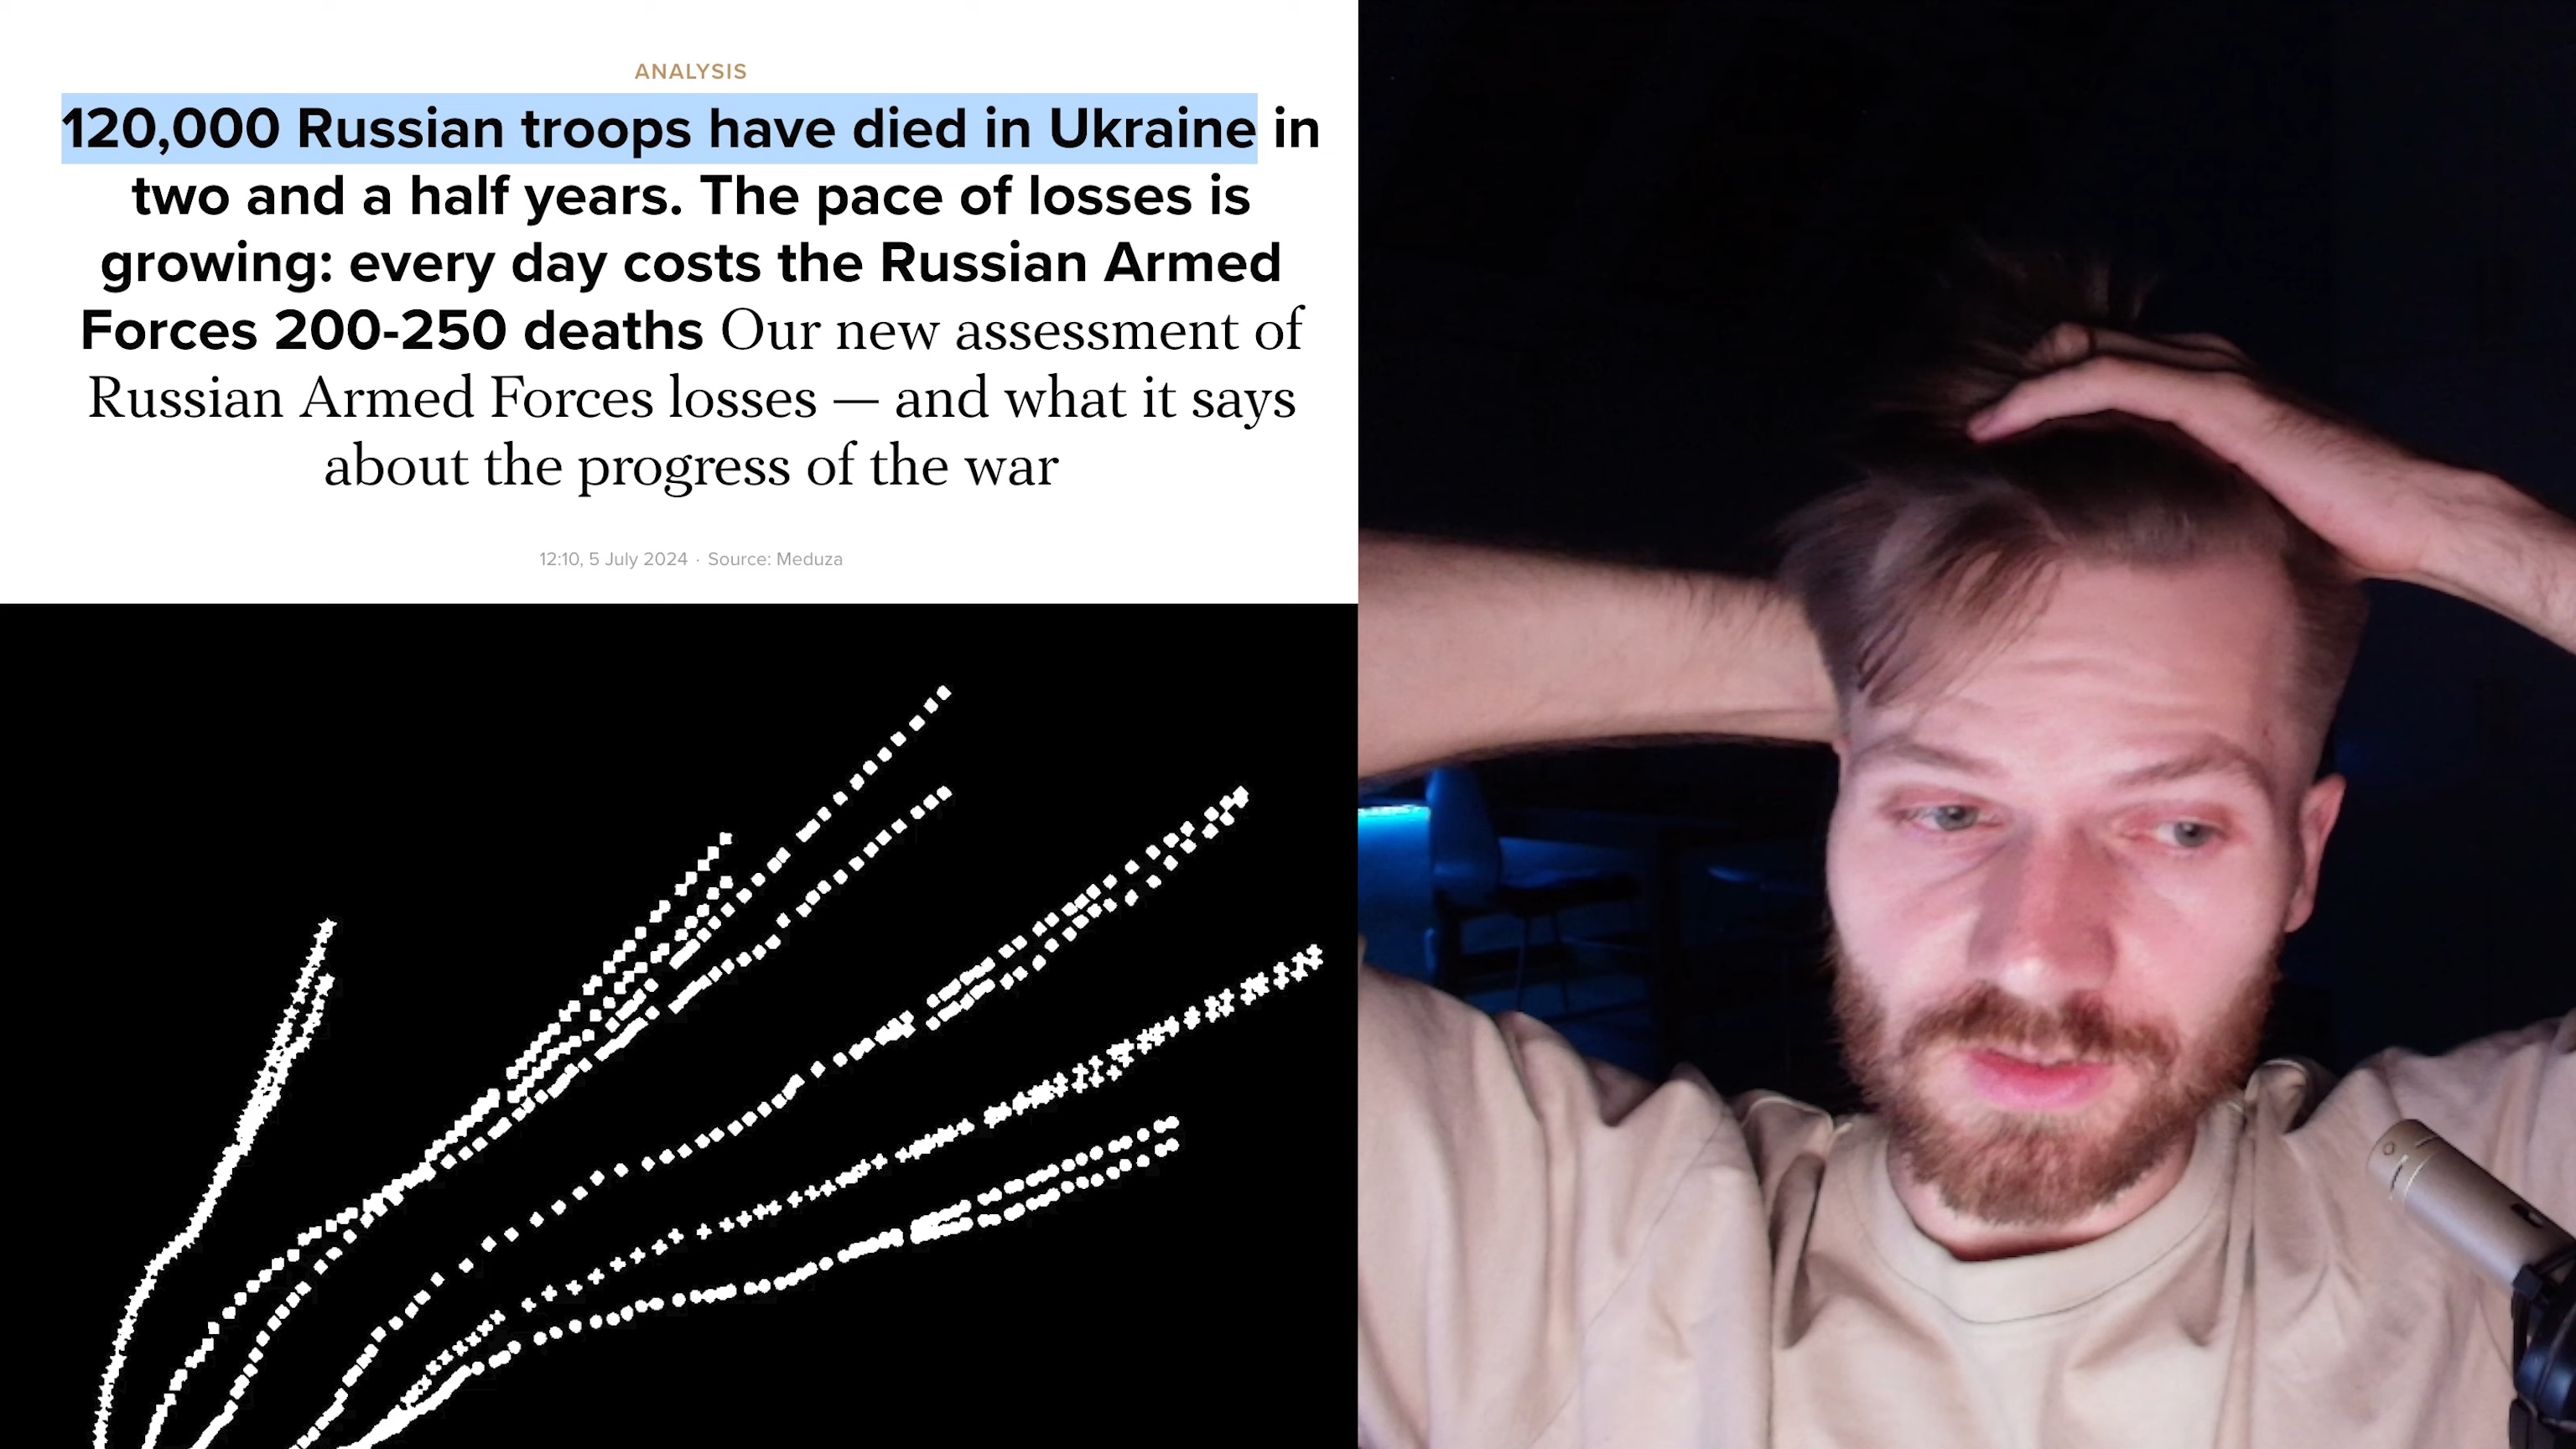 ANALYSIS
120,000 Russian troops have died in Ukraine in
two and a half years. The pace of losses is
growing: every day costs the Russian Armed
Forces 200-250 deaths Our new assessment of
Russian Armed Forces losses — and what it says
about the progress of the war
12:10, 5 July 2024 · Source: Meduza